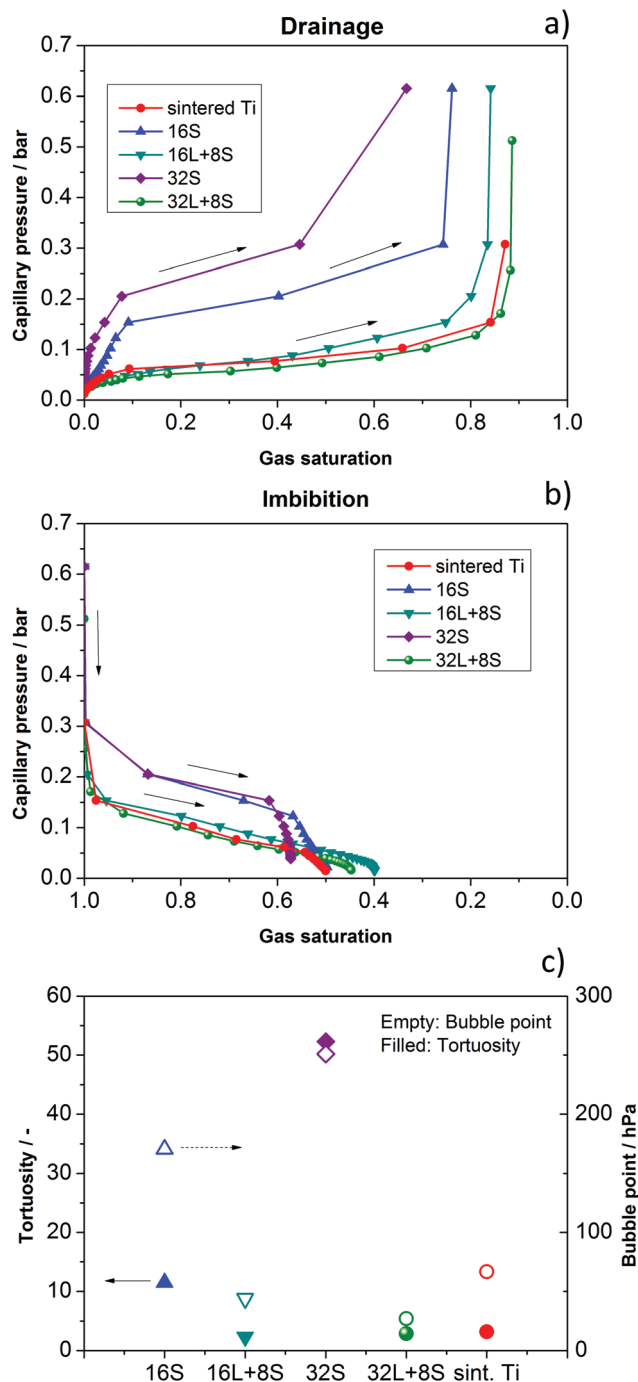 Drainage
a)
0.7
0.6
0.5
0.4
0.3
0.2
0.1
0.0
Capillary pressure / bar
sintered Ti
16S
16L+8S
32S
32L+8S
0.0 0.2 0.4 0.6 0.8 1.0
Gas saturation
Imbibition
b)
0.7
0.6
0.5
0.4
0.3
0.2
0.1
0.0
Capillary pressure / bar
sintered Ti
16S
16L+8S
32S
32L+8S
1.0 0.8 0.6 0.4 0.2 0.0
Gas saturation
c)
60
50
40
30
20
10
0
Tortuosity / -
Empty: Bubble point
Filled: Tortuosity
300
200
100
0
Bubble point / hPa
16S 16L+8S 32S 32L+8S sint. Ti